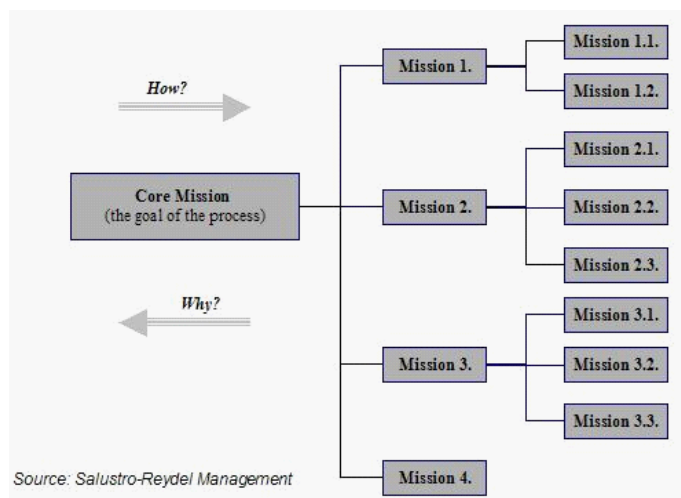 How?
Core Mission
(the goal of the process)
Why?
Mission 1.
Mission 1.1.
Mission 1.2.
Mission 2.
Mission 2.1.
Mission 2.2.
Mission 2.3.
Mission 3.
Mission 3.1.
Mission 3.2.
Mission 3.3.
Mission 4.
Source: Salustro-Reydel Management